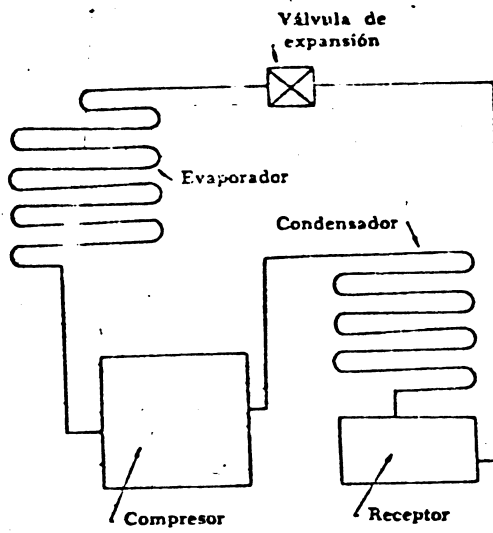 Válvula de
expansión
Evaporador
Condensador
Compresor
Receptor